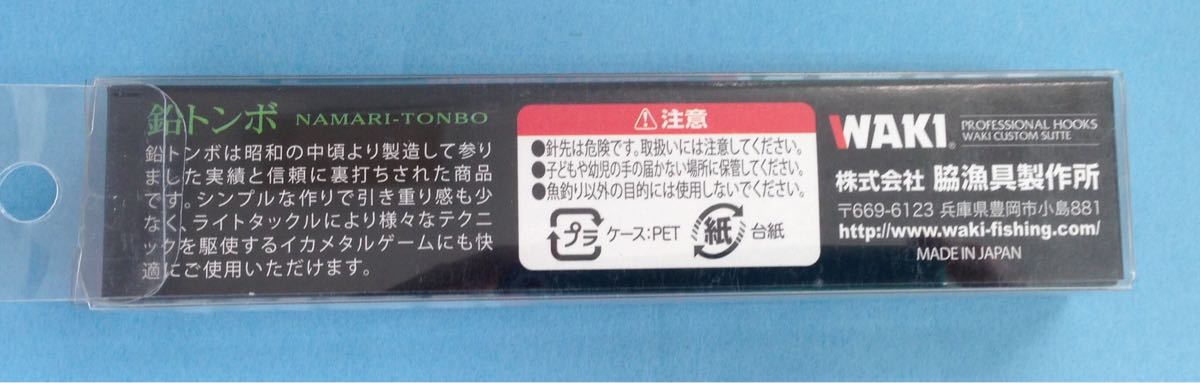 鉛トンボ NAMARI-TONBO
鉛トンボは昭和の中頃より製造して参り
ました実績と信頼に裏打ちされた商品
です。シンプルな作りで引き重り感も少
なく、ライトタックルにより様々なテクニ
ックを駆使するイカメタルゲームにも快
適にご使用いただけます。
注意
●針先は危険です。取扱いには注意してください。
●子どもや幼児の手の届かない場所に保管してください。
●魚釣り以外の目的には使用しないでください。
プラ ケース:PET 紙 台紙
WAKI® PROFESSIONAL HOOKS
WAKI CUSTOM SUITE
株式会社 脇漁具製作所
〒669-6123 兵庫県豊岡市小島881
http://www.waki-fishing.com/
MADE IN JAPAN